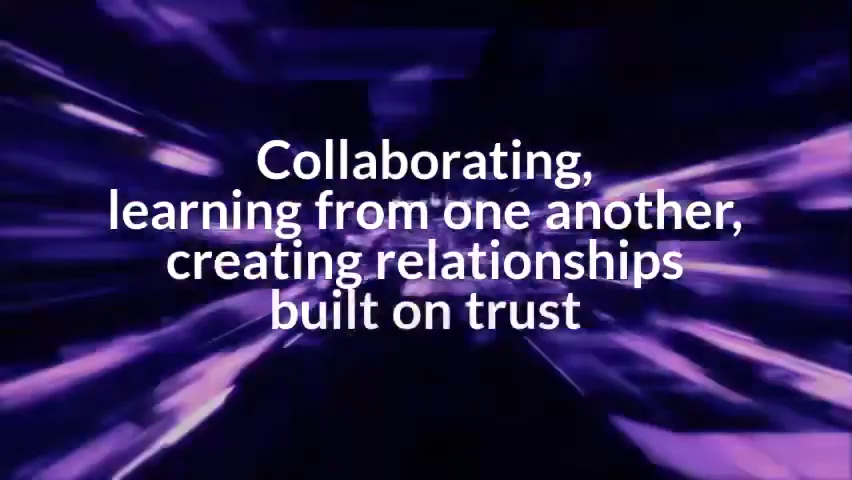 Collaborating,
learning from one another,
creating relationships
built on trust